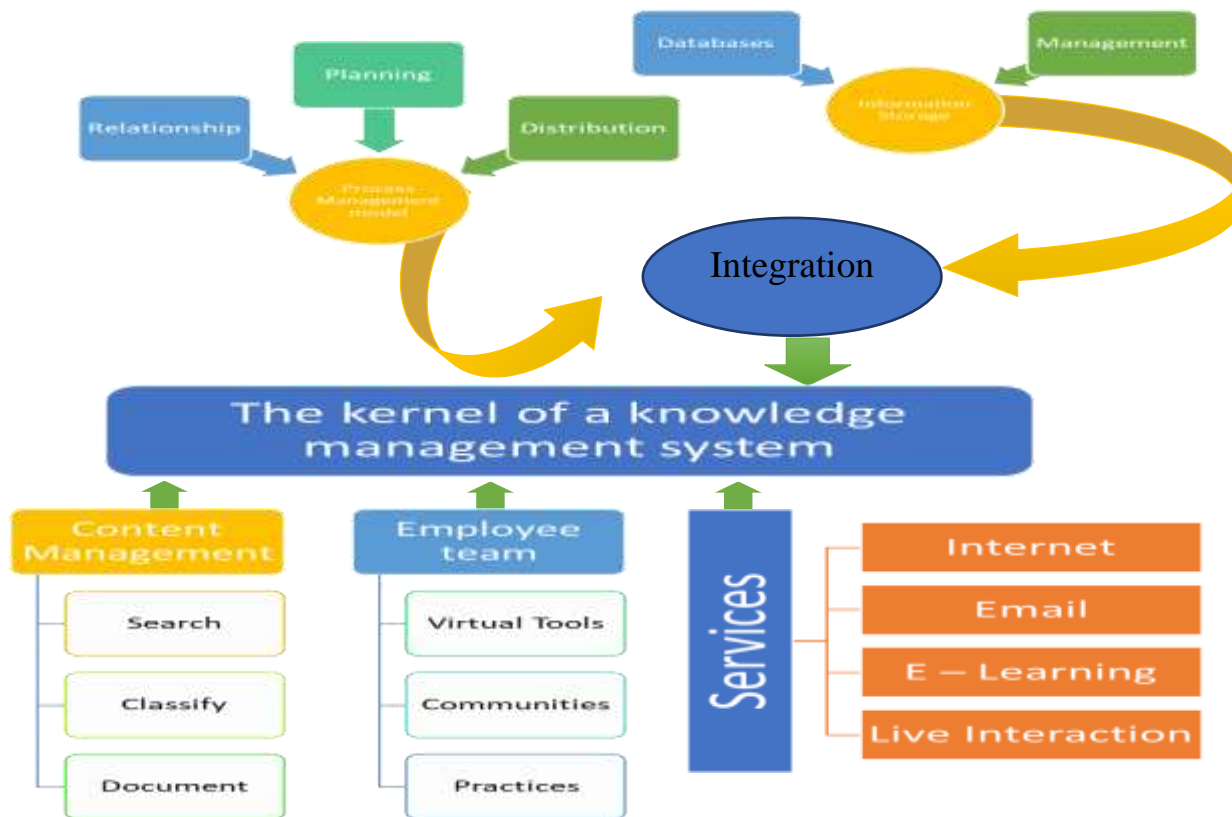 Databases
Management
Planning
Information
Storage
Relationship
Distribution
Process
Management
model
Integration
The kernel of a knowledge
management system
Content
Management
Search
Classify
Document
Employee
team
Virtual Tools
Communities
Practices
Services
Internet
Email
E – Learning
Live Interaction